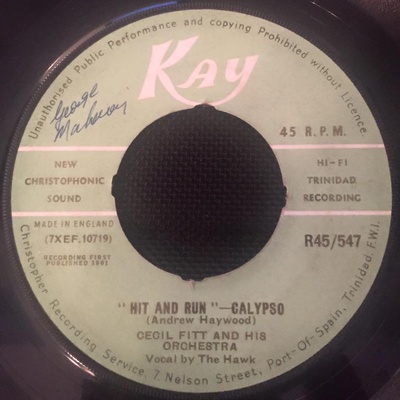 Unauthorised Public Performance and copying Prohibited without Licence.
Kay
George
45 R.P.M.
NEW
CHRISTOPHONIC
SOUND
HI-FI
TRINIDAD
RECORDING
MADE IN ENGLAND
(7XEF.10719)
RECORDING FIRST
PUBLISHED 1961
R45/547
" HIT AND RUN "—CALYPSO
(Andrew Haywood)
CECIL FITT AND HIS
ORCHESTRA
Vocal by The Hawk
Christopher Recording Service, 7 Nelson Street, Port-Of-Spain, Trinidad, F.W.I.